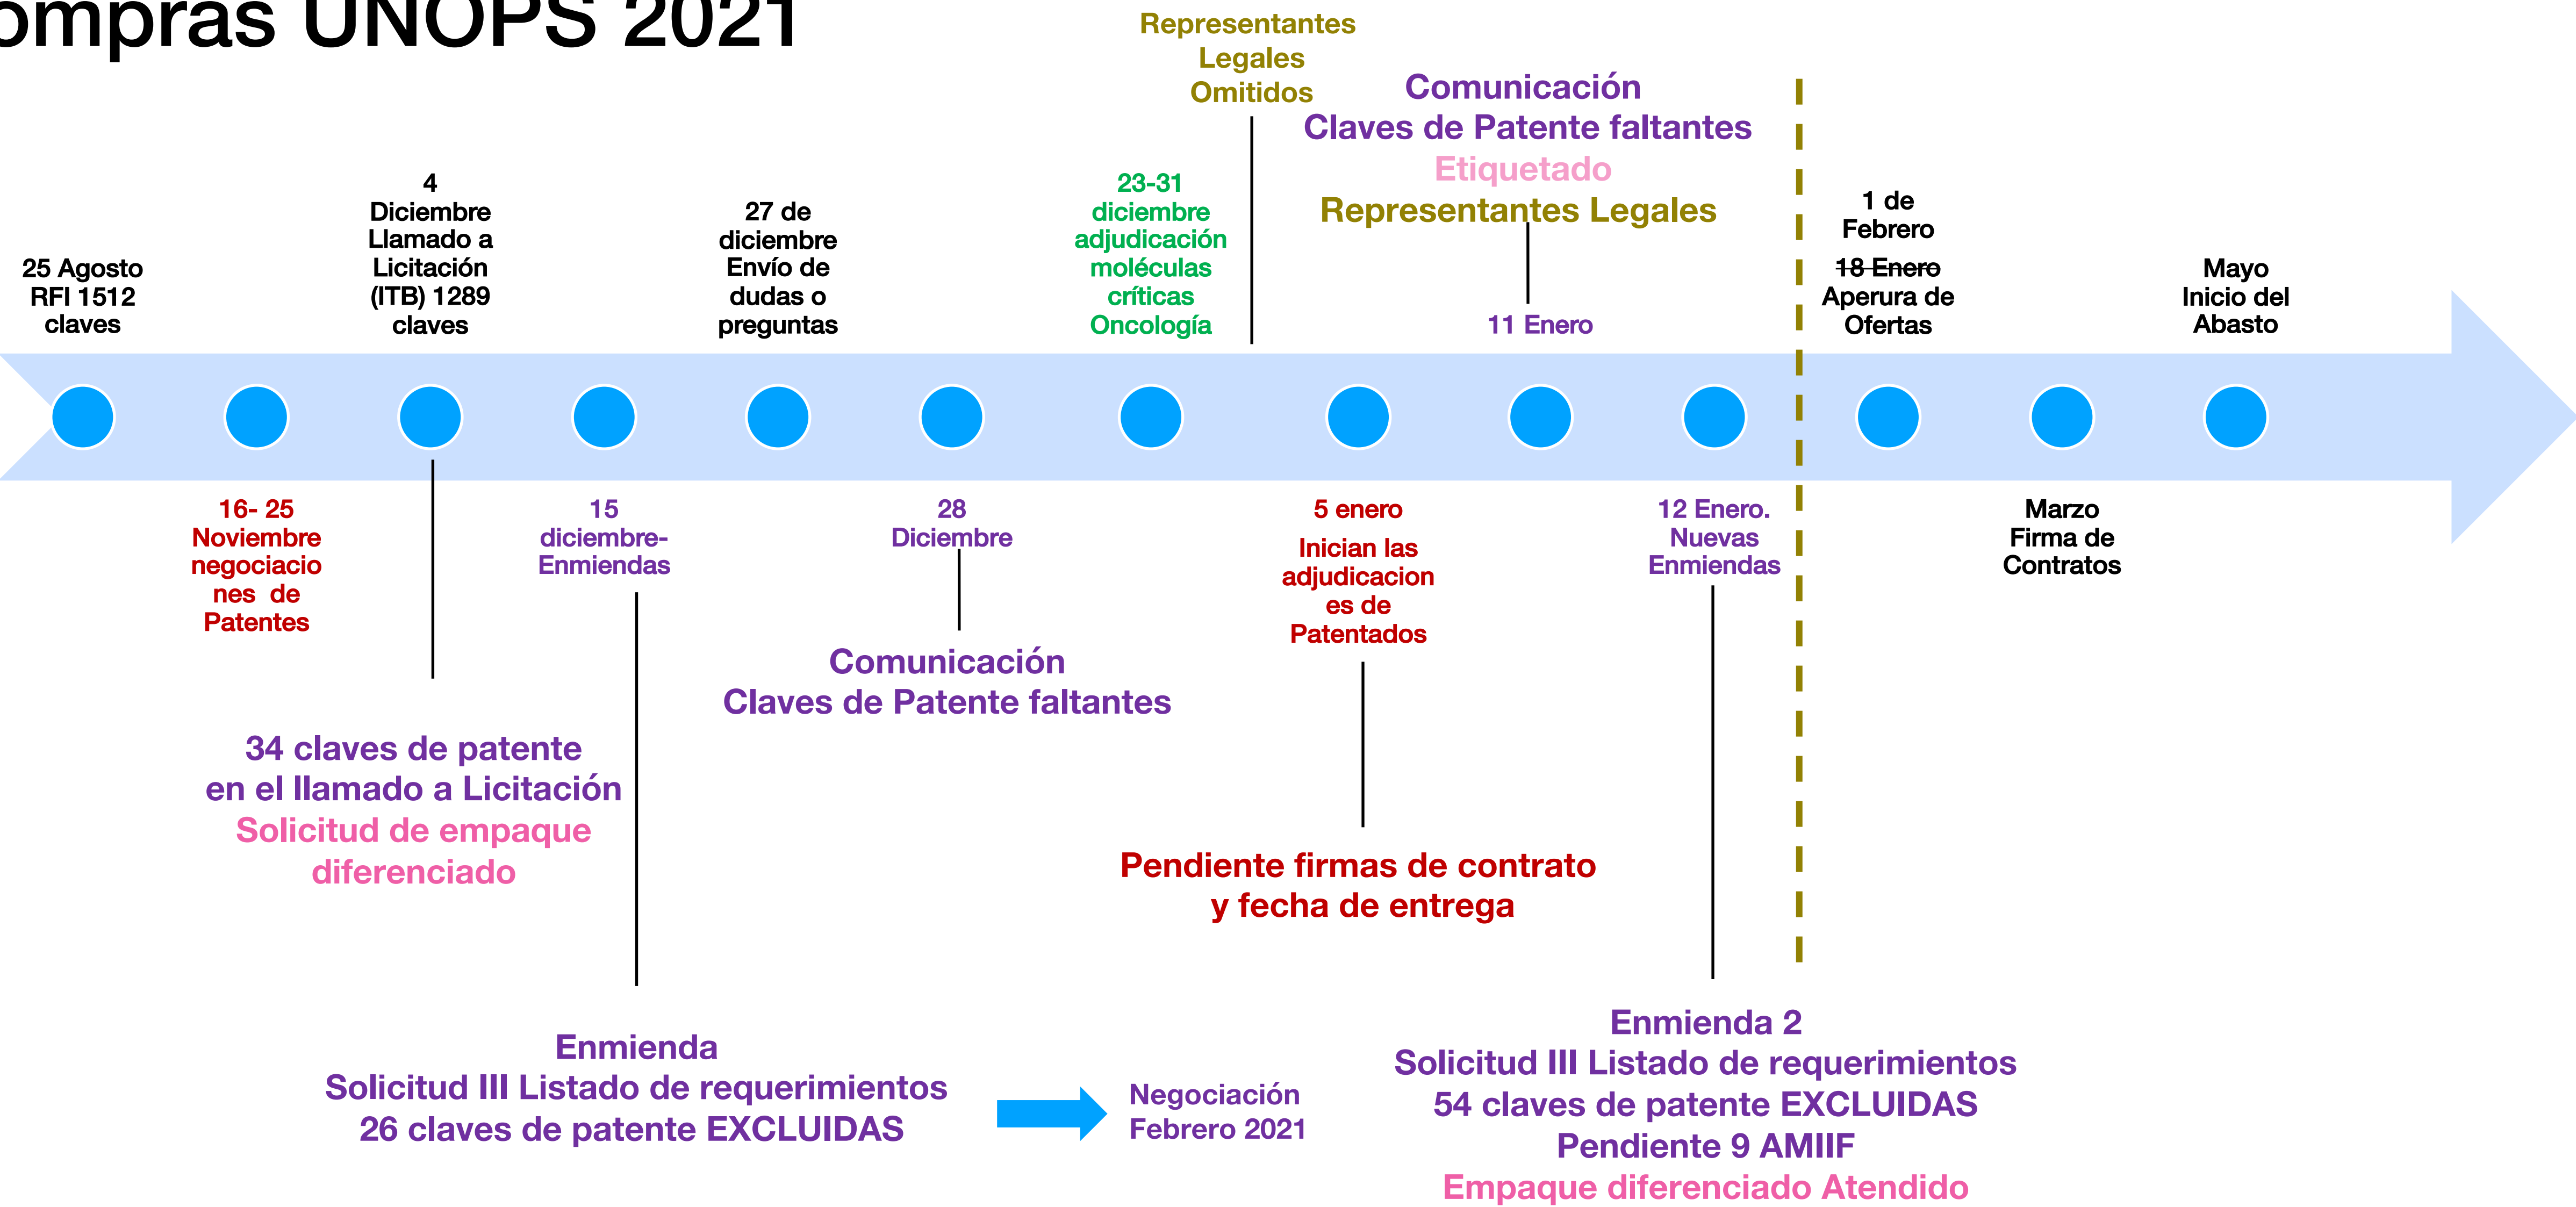 ompras UNOPS 2021
Representantes
Legales
Omitidos
Comunicación
Claves de Patente faltantes
Etiquetado
Representantes Legales
11 Enero
25 Agosto
RFI 1512
claves
4
Diciembre
Llamado a
Licitación
(ITB) 1289
claves
27 de
diciembre
Envío de
dudas o
preguntas
23-31
diciembre
adjudicación
moléculas
críticas
Oncología
1 de
Febrero
18 Enero
Aperura de
Ofertas
Mayo
Inicio del
Abasto
16- 25
Noviembre
negociacio
nes de
Patentes
15
diciembre-
Enmiendas
28
Diciembre
Comunicación
Claves de Patente faltantes
5 enero
Inician las
adjudicacion
es de
Patentados
12 Enero.
Nuevas
Enmiendas
Marzo
Firma de
Contratos
34 claves de patente
en el llamado a Licitación
Solicitud de empaque
diferenciado
Pendiente firmas de contrato
y fecha de entrega
Enmienda
Solicitud III Listado de requerimientos
26 claves de patente EXCLUIDAS
Negociación
Febrero 2021
Enmienda 2
Solicitud III Listado de requerimientos
54 claves de patente EXCLUIDAS
Pendiente 9 AMIIF
Empaque diferenciado Atendido